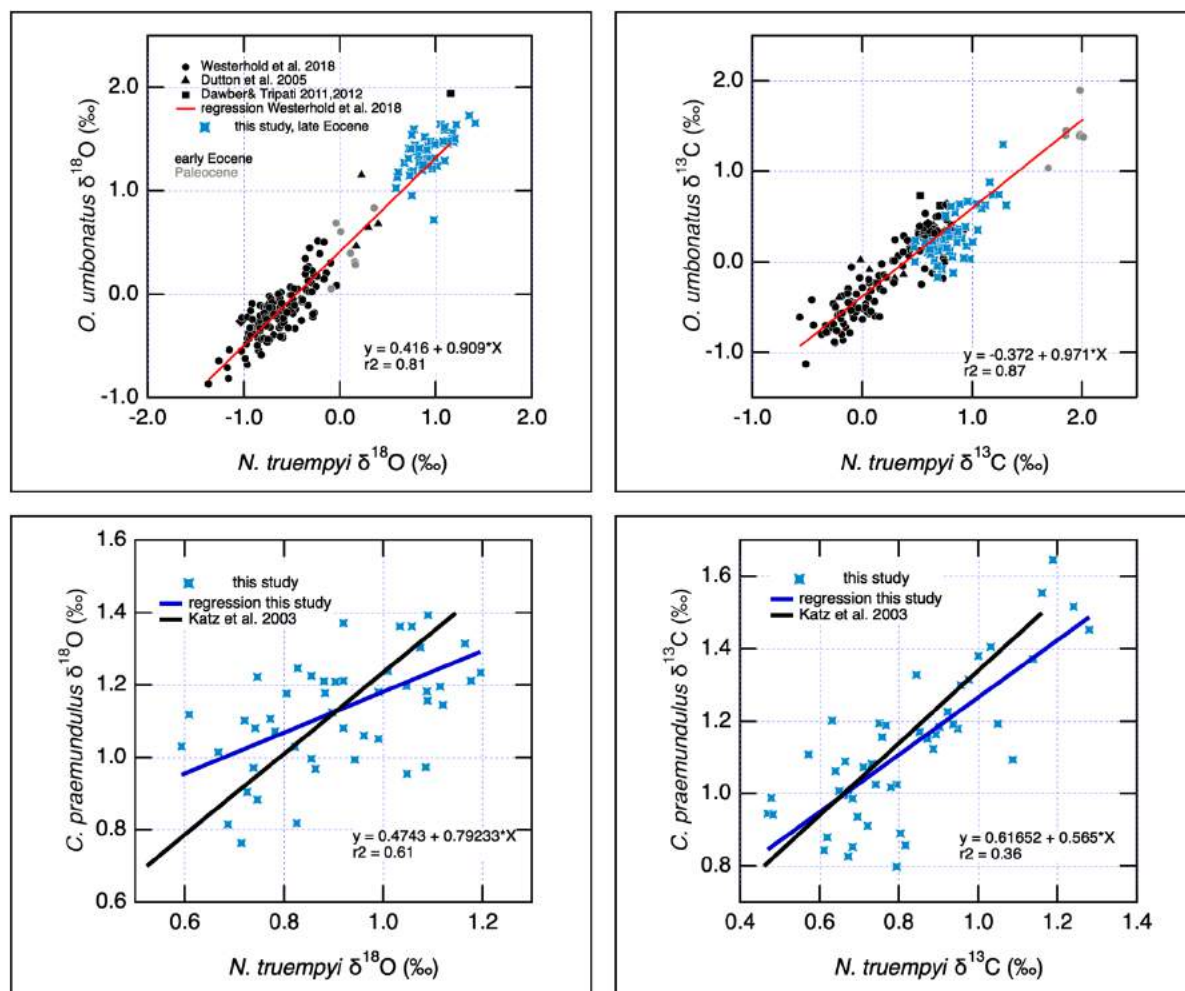 2.0
1.0
0.0
-1.0
O. umbonatus δ18O (‰)
Westerhold et al. 2018
Dutton et al. 2005
Dawber& Tripati 2011,2012
regression Westerhold et al. 2018
this study, late Eocene
early Eocene
Paleocene
y = 0.416 + 0.909*X
r2 = 0.81
-2.0 -1.0 0.0 1.0 2.0
N. truempyi δ18O (‰)
2.0
1.0
0.0
-1.0
O. umbonatus δ13C (‰)
y = -0.372 + 0.971*X
r2 = 0.87
-1.0 0.0 1.0 2.0
N. truempyi δ13C (‰)
1.6
1.4
1.2
1.0
0.8
C. praemundulus δ18O (‰)
this study
regression this study
Katz et al. 2003
y = 0.4743 + 0.79233*X
r2 = 0.61
0.6 0.8 1.0 1.2
N. truempyi δ18O (‰)
1.6
1.4
1.2
1.0
0.8
C. praemundulus δ13C (‰)
this study
regression this study
Katz et al. 2003
y = 0.61652 + 0.565*X
r2 = 0.36
0.4 0.6 0.8 1.0 1.2 1.4
N. truempyi δ13C (‰)